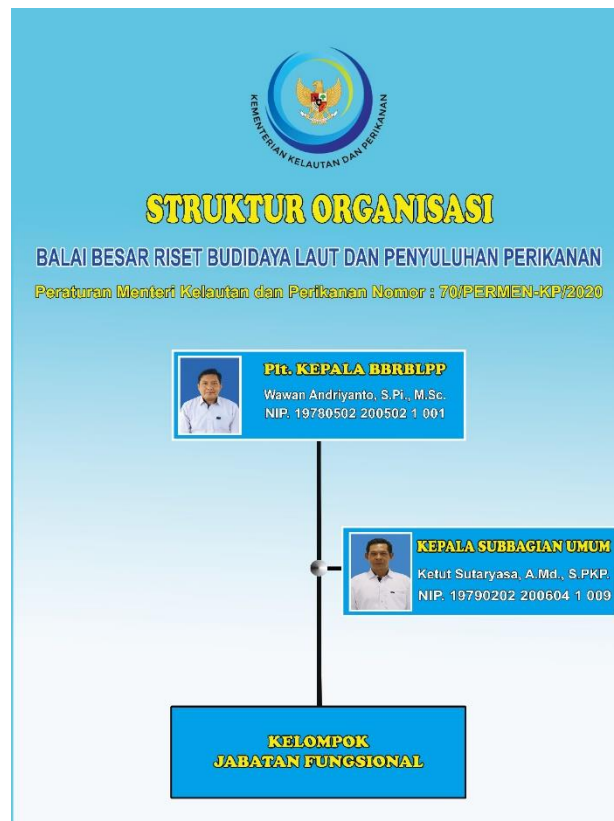 KEMENTERIAN KELAUTAN DAN PERIKANAN
STRUKTUR ORGANISASI
BALAI BESAR RISET BUDIDAYA LAUT DAN PENYULUHAN PERIKANAN
Peraturan Menteri Kelautan dan Perikanan Nomor : 70/PERMEN-KP/2020
Plt. KEPALA BBRBLPP
Wawan Andriyanto, S.Pi., M.Sc.
NIP. 19780502 200502 1 001
KEPALA SUBBAGIAN UMUM
Ketut Sutaryasa, A.Md., S.PKP.
NIP. 19790202 200604 1 009
KELOMPOK
JABATAN FUNGSIONAL